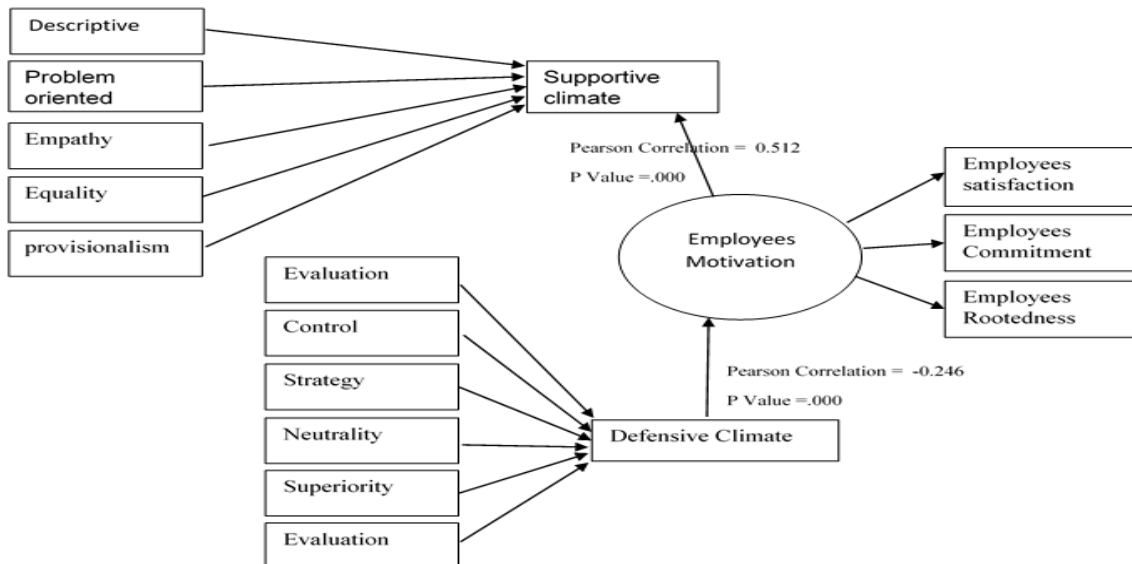 Descriptive
Problem
oriented
Empathy
Equality
provisionalism
Supportive
climate
Pearson Correlation = 0.512
P Value =.000
Employees
Motivation
Employees
satisfaction
Employees
Commitment
Employees
Rootedness
Evaluation
Control
Strategy
Neutrality
Superiority
Evaluation
Pearson Correlation = -0.246
P Value =.000
Defensive Climate